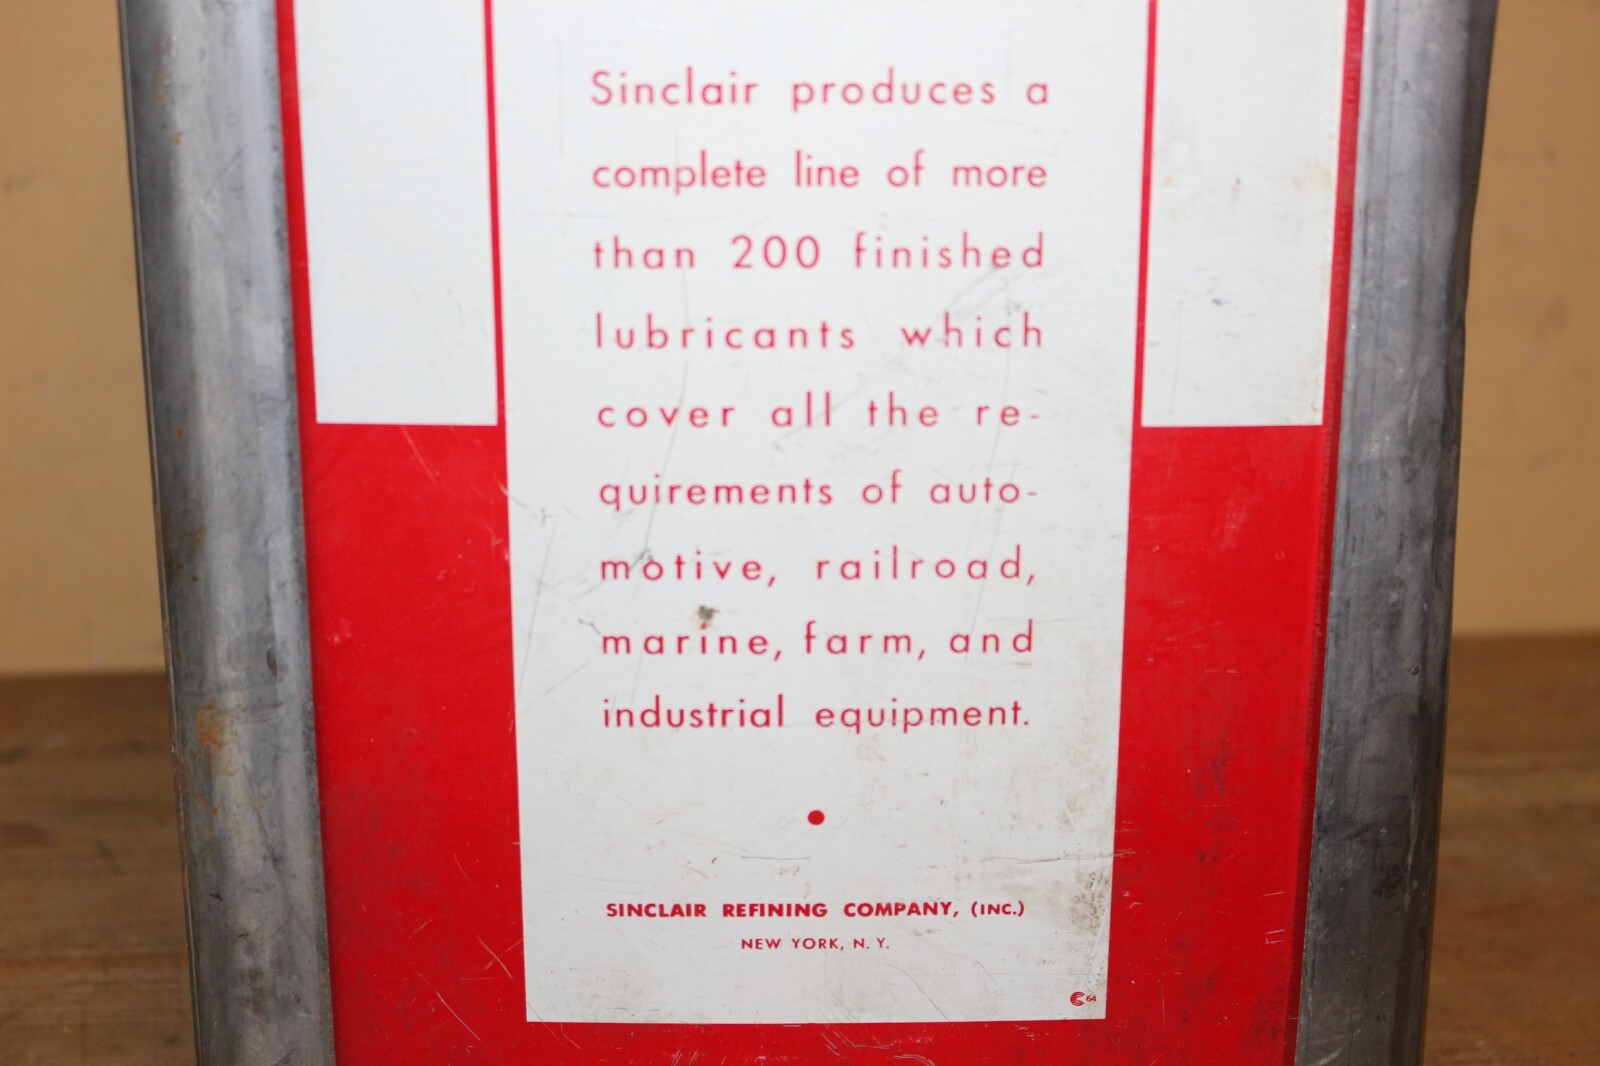 Sinclair produces a
complete line of more
than 200 finished
lubricants which
cover all the re-
quirements of auto-
motive, railroad,
marine, farm, and
industrial equipment.
SINCLAIR REFINING COMPANY, (INC.)
NEW YORK, N. Y.
64